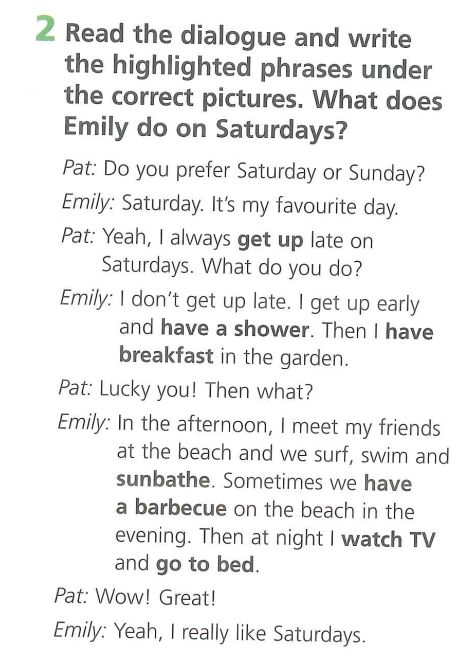 2 Read the dialogue and write
the highlighted phrases under
the correct pictures. What does
Emily do on Saturdays?
Pat: Do you prefer Saturday or Sunday?
Emily: Saturday. It's my favourite day.
Pat: Yeah, I always get up late on
Saturdays. What do you do?
Emily: I don't get up late. I get up early
and have a shower. Then I have
breakfast in the garden.
Pat: Lucky you! Then what?
Emily: In the afternoon, I meet my friends
at the beach and we surf, swim and
sunbathe. Sometimes we have
a barbecue on the beach in the
evening. Then at night I watch TV
and go to bed.
Pat: Wow! Great!
Emily: Yeah, I really like Saturdays.